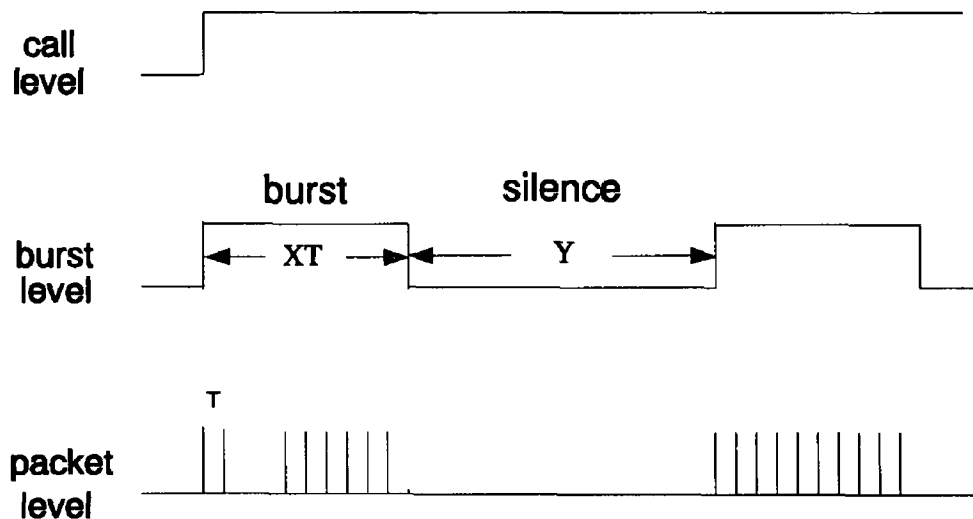 call
level
burst silence
burst
level
XT Y
T
packet
level